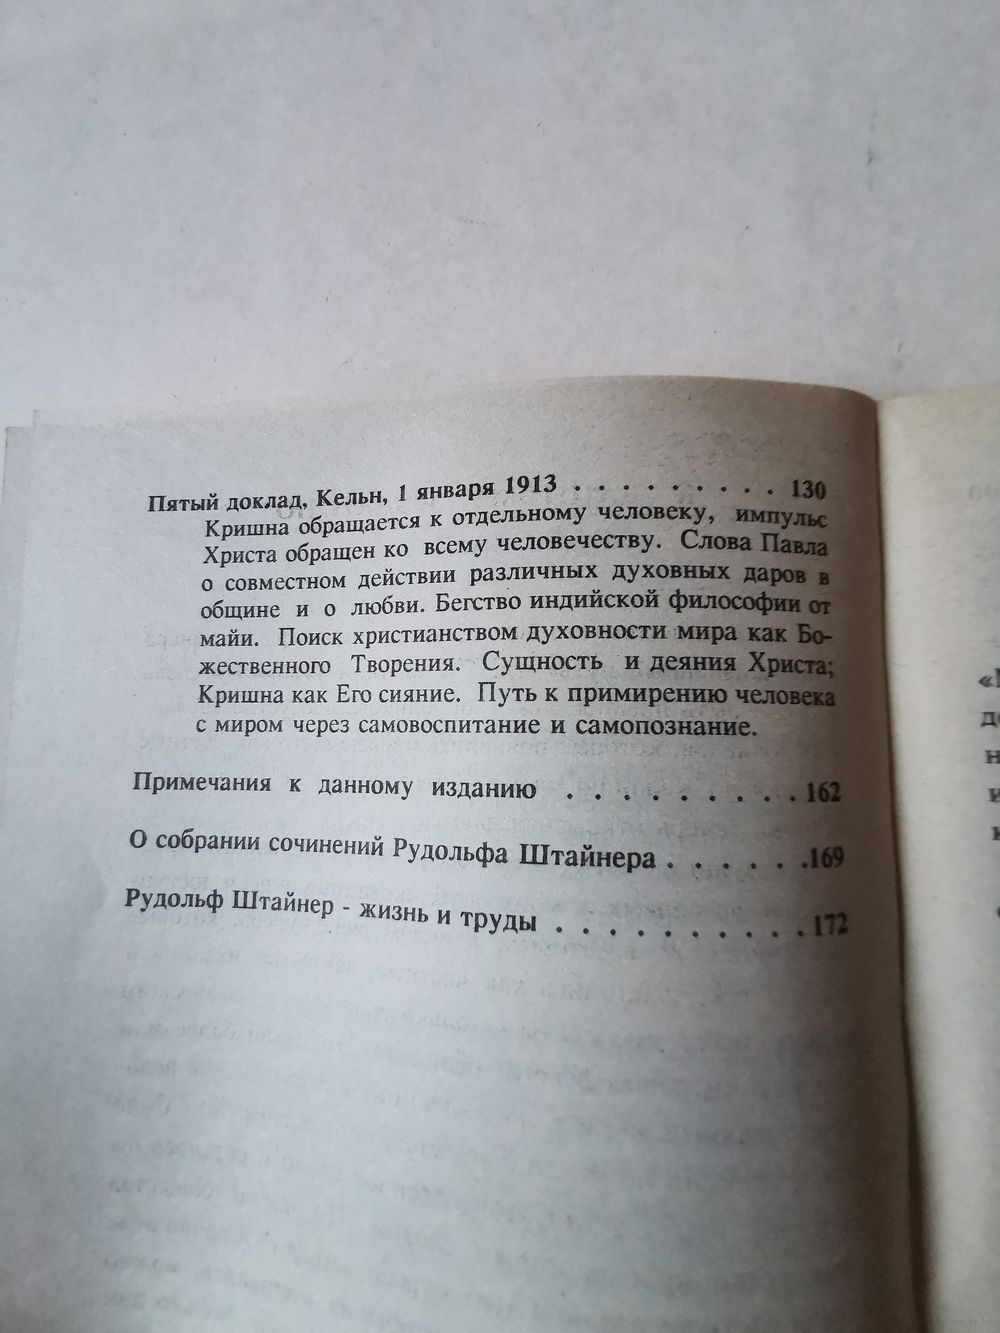 Пятый доклад, Кельн, 1 января 1913 . . . . . . . . . 130
Кришна обращается к отдельному человеку, импульс
Христа обращен ко всему человечеству. Слова Павла
о совместном действии различных духовных даров в
общине и о любви. Бегство индийской философии от
майи. Поиск христианством духовности мира как Бо-
жественного Творения. Сущность и деяния Христа;
Кришна как Его сияние. Путь к примирению человека
с миром через самовоспитание и самопознание.
Примечания к данному изданию . . . . . . . . . . 162
О собрании сочинений Рудольфа Штайнера . . . . . .169
Рудольф Штайнер - жизнь и труды . . . . . . . . . . .172